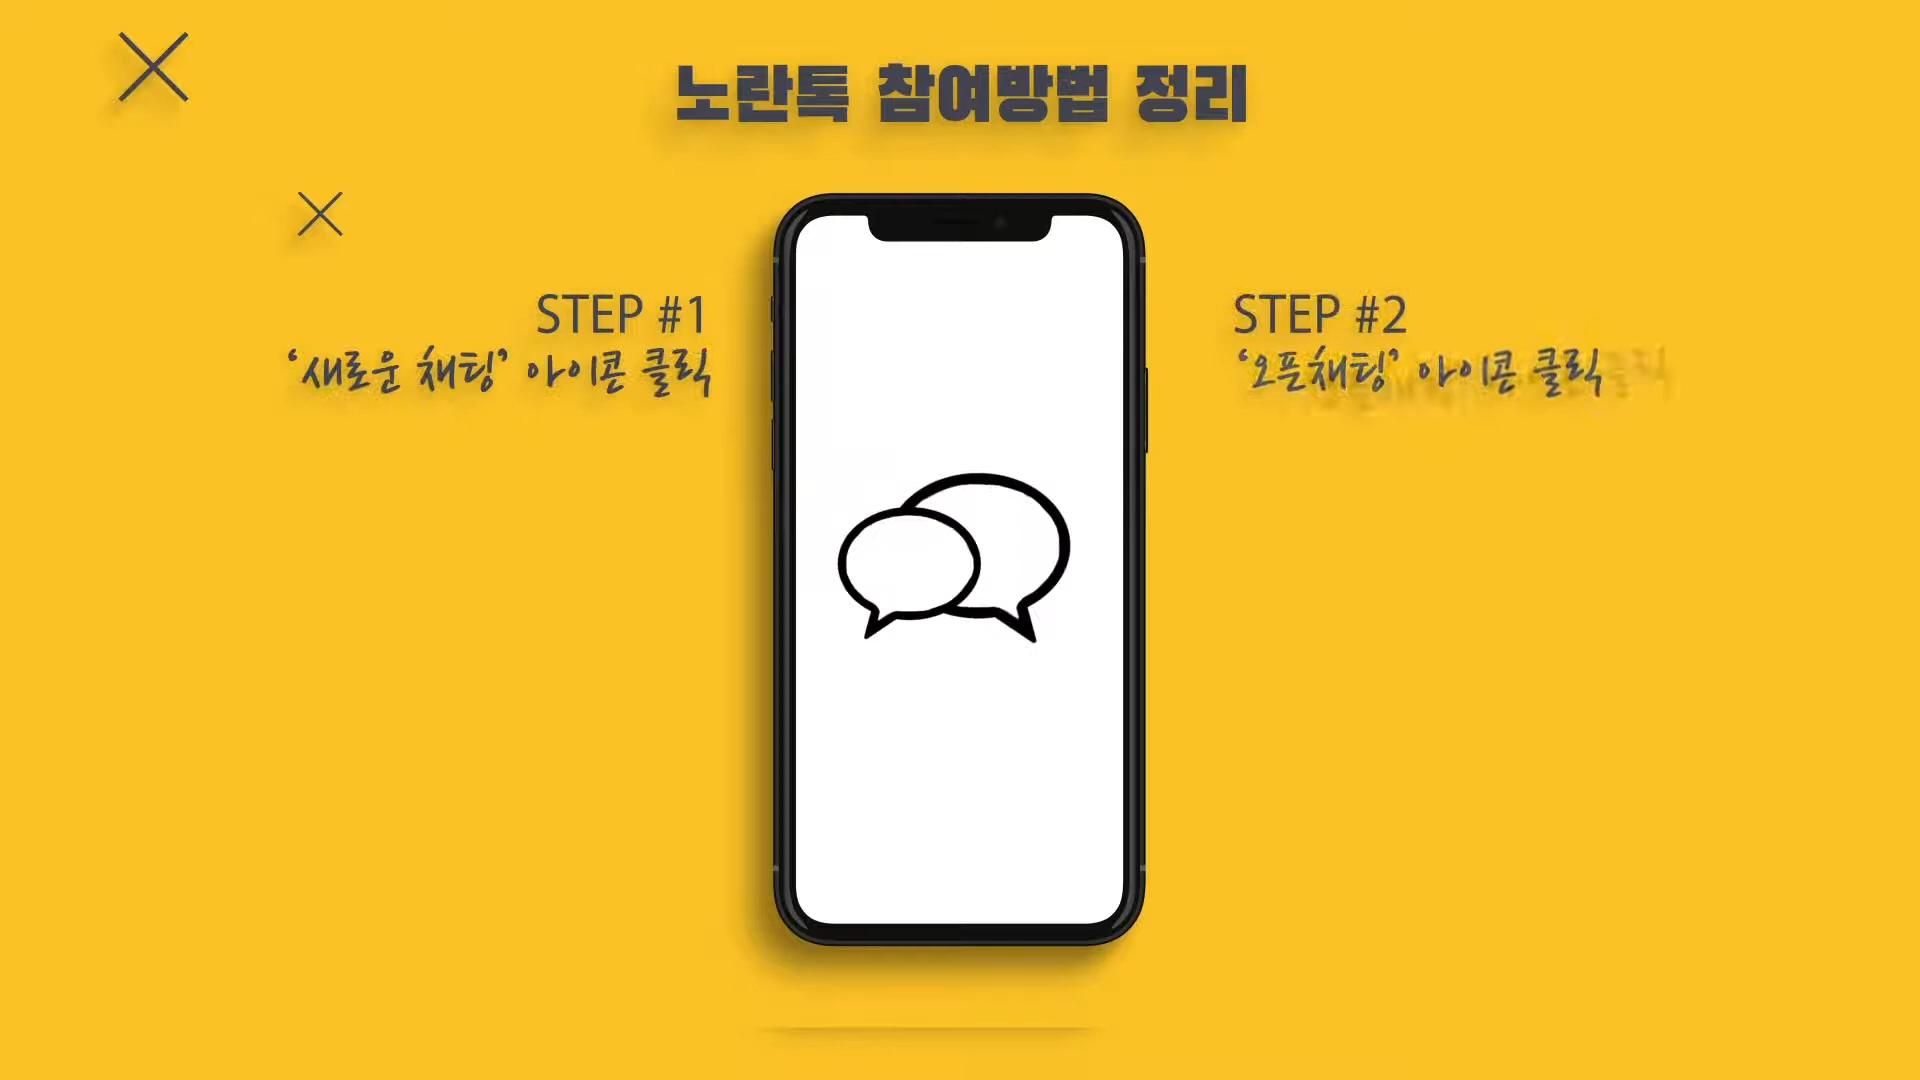 노란톡 참여방법 정리
STEP #1
‘새로운 채팅’ 아이콘 클릭
STEP #2
‘오픈채팅’ 아이콘 클릭